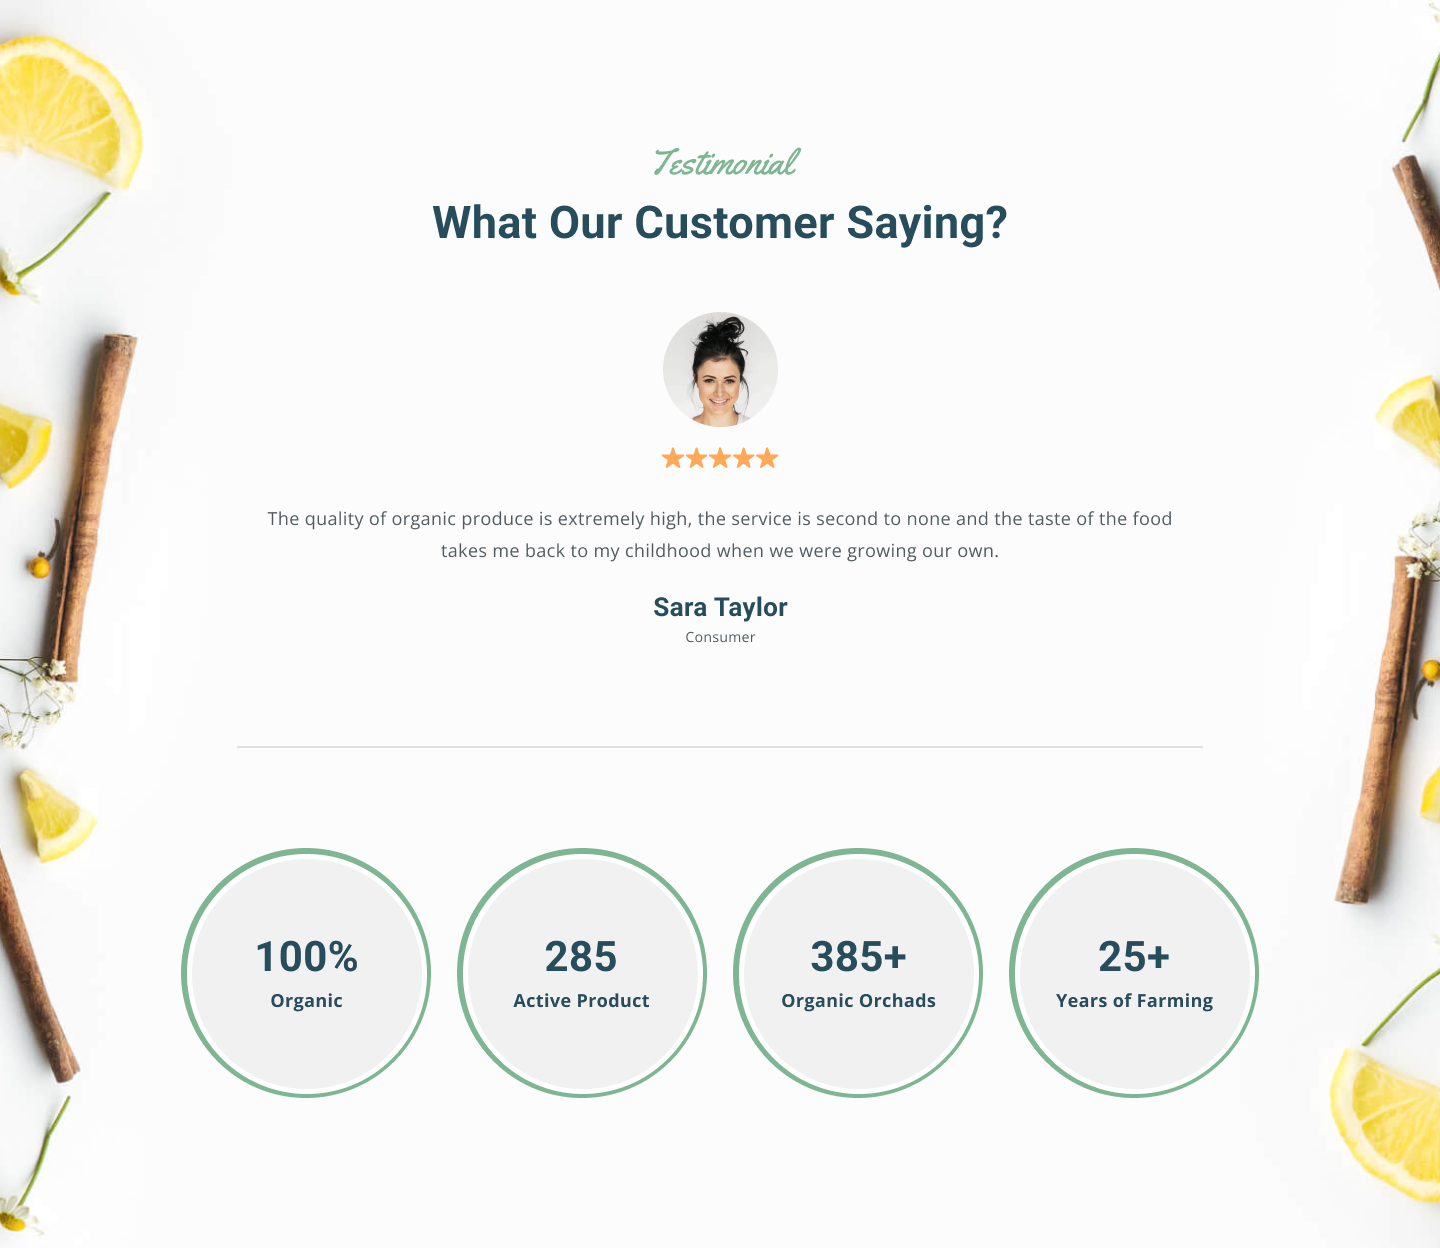 Testimonial
What Our Customer Saying?
The quality of organic produce is extremely high, the service is second to none and the taste of the food
takes me back to my childhood when we were growing our own.
Sara Taylor
Consumer
100%
Organic
285
Active Product
385+
Organic Orchads
25+
Years of Farming